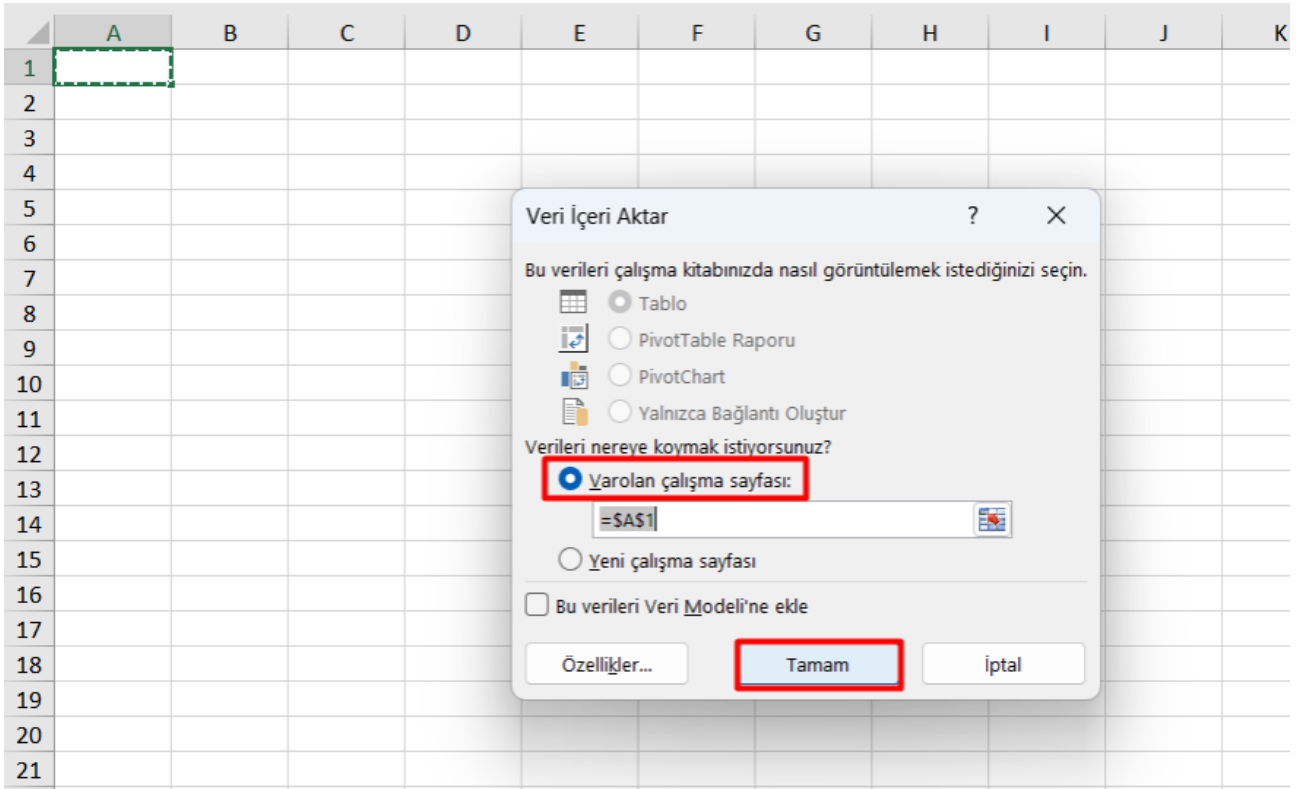 A B C D E F G H I J K
1
2
3
4
5
Veri İçeri Aktar ? X
6
7
Bu verileri çalışma kitabınızda nasıl görüntülemek istediğinizi seçin.
8
Tablo
9
PivotTable Raporu
10
PivotChart
11
Yalnızca Bağlantı Oluştur
12
Verileri nereye koymak istiyorsunuz?
13
Varolan çalışma sayfası:
14
=$A$1
15
Yeni çalışma sayfası
16
Bu verileri Veri Modeli'ne ekle
17
18
Özellikler... Tamam İptal
19
20
21